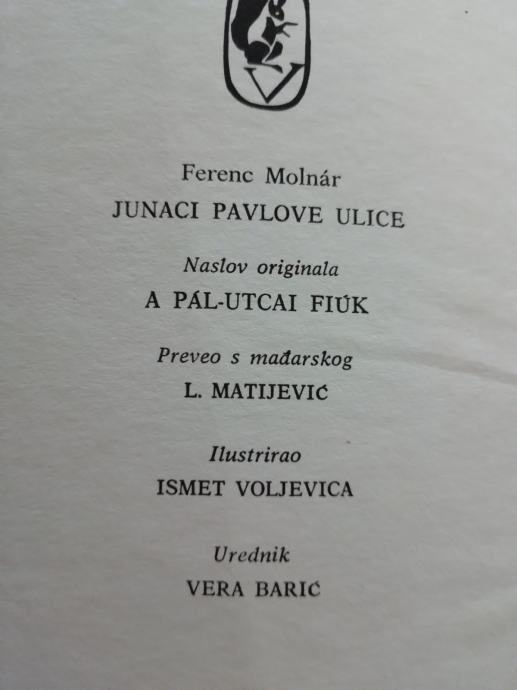 V
Ferenc Molnár
JUNACI PAVLOVE ULICE
Naslov originala
A PÁL-UTCAI FIÚK
Preveo s mađarskog
L. MATIJEVIĆ
Ilustrirao
ISMET VOLJEVICA
Urednik
VERA BARIĆ